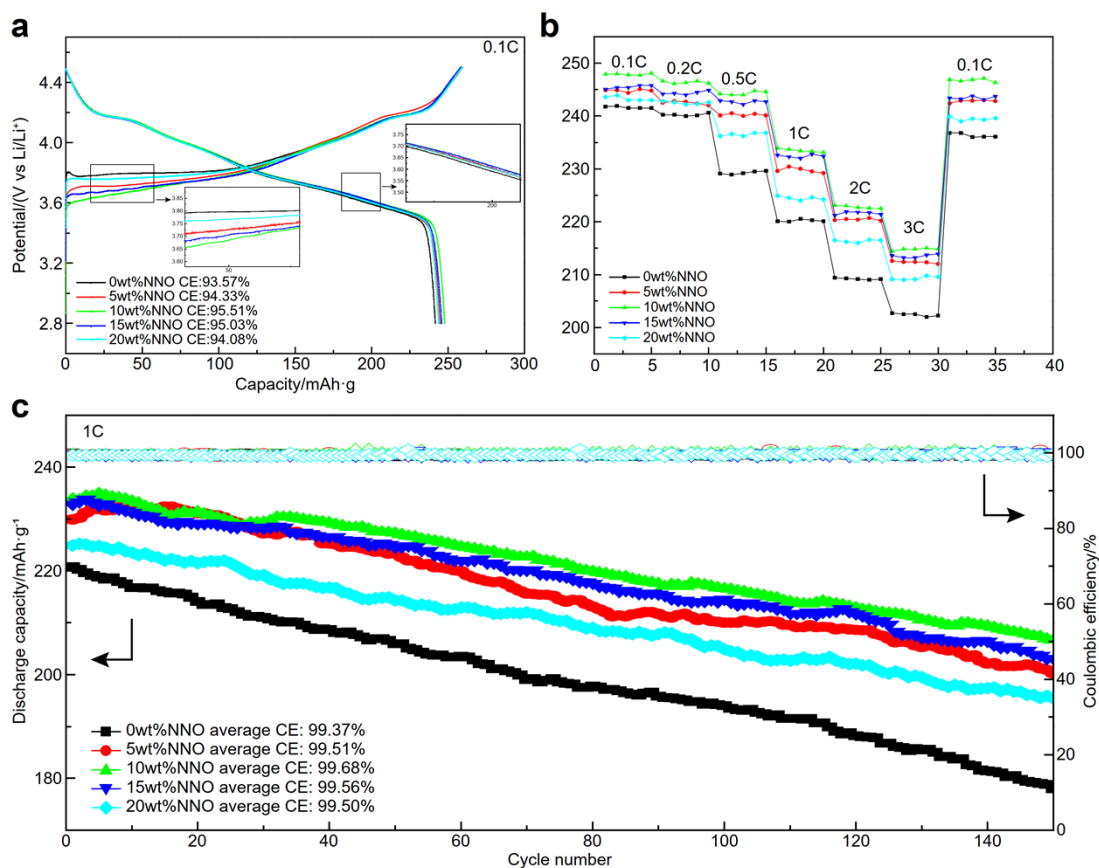 a
0.1C
Potential/(V vs Li/Li⁺)
4.4
4.0
3.6
3.2
2.8
3.75
3.70
3.65
3.60
3.55
3.50
200
3.85
3.80
3.75
3.70
3.65
3.60
50
0wt%NNO CE:93.57%
5wt%NNO CE:94.33%
10wt%NNO CE:95.51%
15wt%NNO CE:95.03%
20wt%NNO CE:94.08%
0 50 100 150 200 250 300
Capacity/mAh·g
b
250
240
230
220
210
200
0.1C 0.2C 0.5C 1C 2C 3C 0.1C
0wt%NNO
5wt%NNO
10wt%NNO
15wt%NNO
20wt%NNO
0 5 10 15 20 25 30 35 40
c
1C
Discharge capacity/mAh·g⁻¹
240
220
200
180
100
80
60
40
20
0
Coulombic efficiency/%
0wt%NNO average CE: 99.37%
5wt%NNO average CE: 99.51%
10wt%NNO average CE: 99.68%
15wt%NNO average CE: 99.56%
20wt%NNO average CE: 99.50%
0 20 40 60 80 100 120 140
Cycle number